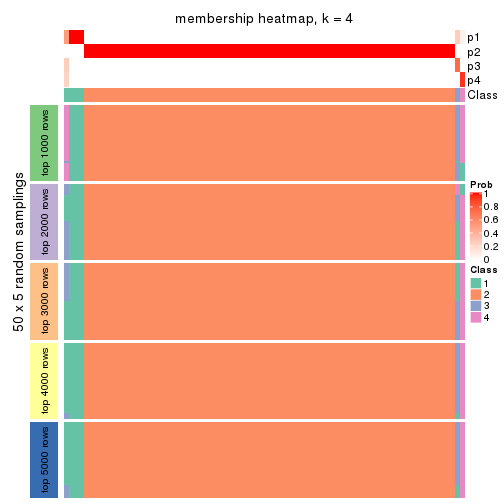 membership heatmap, k = 4
p1
p2
p3
p4
Class
50 x 5 random samplings
top 1000 rows
top 2000 rows
top 3000 rows
top 4000 rows
top 5000 rows
Prob
1
0.8
0.6
0.4
0.2
0
Class
1
2
3
4